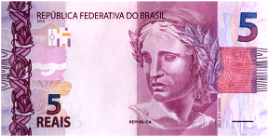 REPÚBLICA FEDERATIVA DO BRASIL
5
5
REAIS
REPÚBLICA